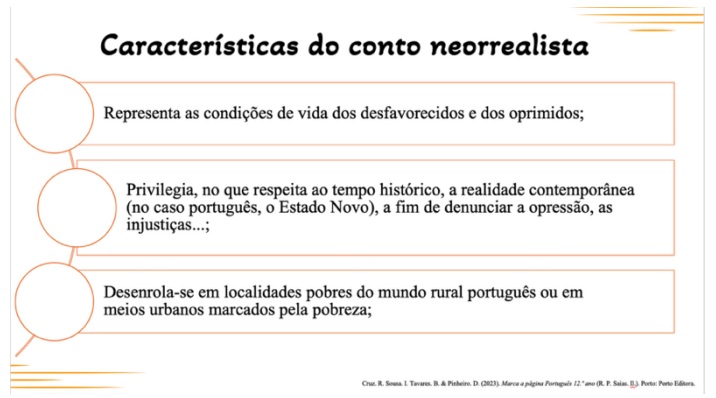 Características do conto neorrealista
Representa as condições de vida dos desfavorecidos e dos oprimidos;
Privilegia, no que respeita ao tempo histórico, a realidade contemporânea
(no caso português, o Estado Novo), a fim de denunciar a opressão, as
injustiças...;
Desenrola-se em localidades pobres do mundo rural português ou em
meios urbanos marcados pela pobreza;
Cruz. R. Sousa. I. Tavares. B. & Pinheiro. D. (2023). Marca a página Português 12.º ano (R. P. Saias. Il.). Porto: Porto Editora.